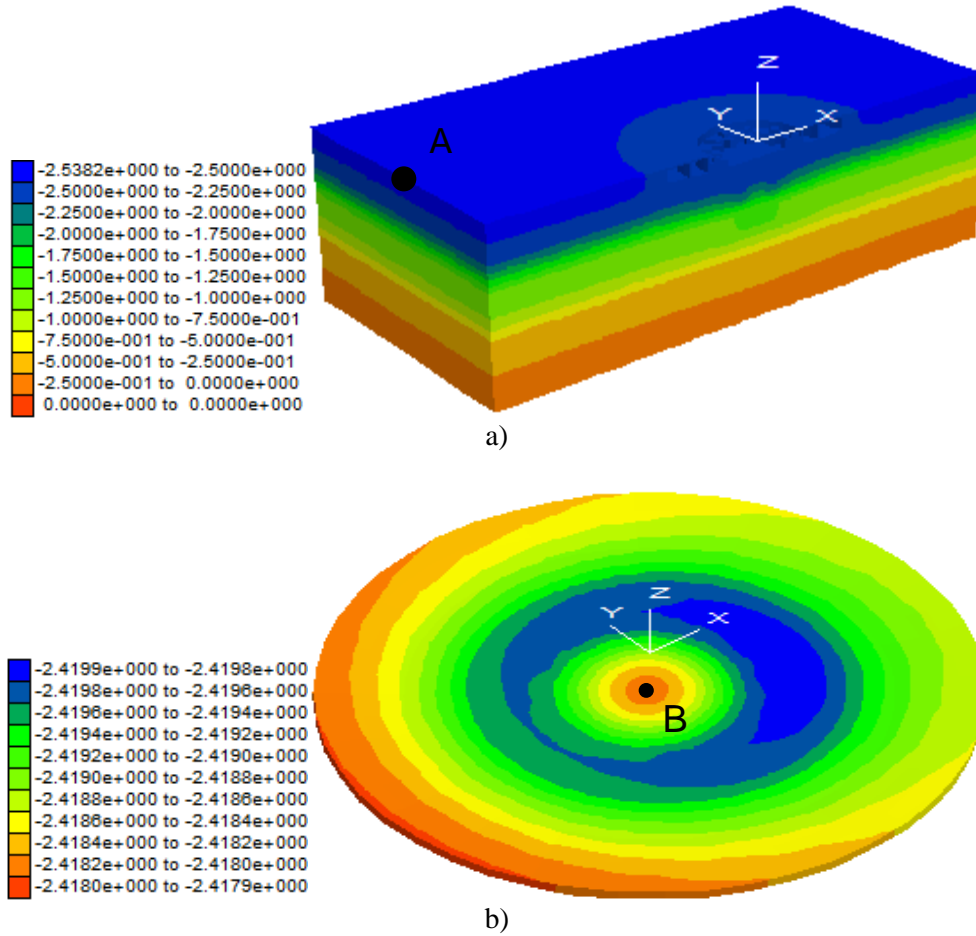 A
Z
Y X
-2.5382e+000 to -2.5000e+000
-2.5000e+000 to -2.2500e+000
-2.2500e+000 to -2.0000e+000
-2.0000e+000 to -1.7500e+000
-1.7500e+000 to -1.5000e+000
-1.5000e+000 to -1.2500e+000
-1.2500e+000 to -1.0000e+000
-1.0000e+000 to -7.5000e-001
-7.5000e-001 to -5.0000e-001
-5.0000e-001 to -2.5000e-001
-2.5000e-001 to 0.0000e+000
0.0000e+000 to 0.0000e+000
a)
Z
Y X
B
-2.4199e+000 to -2.4198e+000
-2.4198e+000 to -2.4196e+000
-2.4196e+000 to -2.4194e+000
-2.4194e+000 to -2.4192e+000
-2.4192e+000 to -2.4190e+000
-2.4190e+000 to -2.4188e+000
-2.4188e+000 to -2.4186e+000
-2.4186e+000 to -2.4184e+000
-2.4184e+000 to -2.4182e+000
-2.4182e+000 to -2.4180e+000
-2.4180e+000 to -2.4179e+000
b)